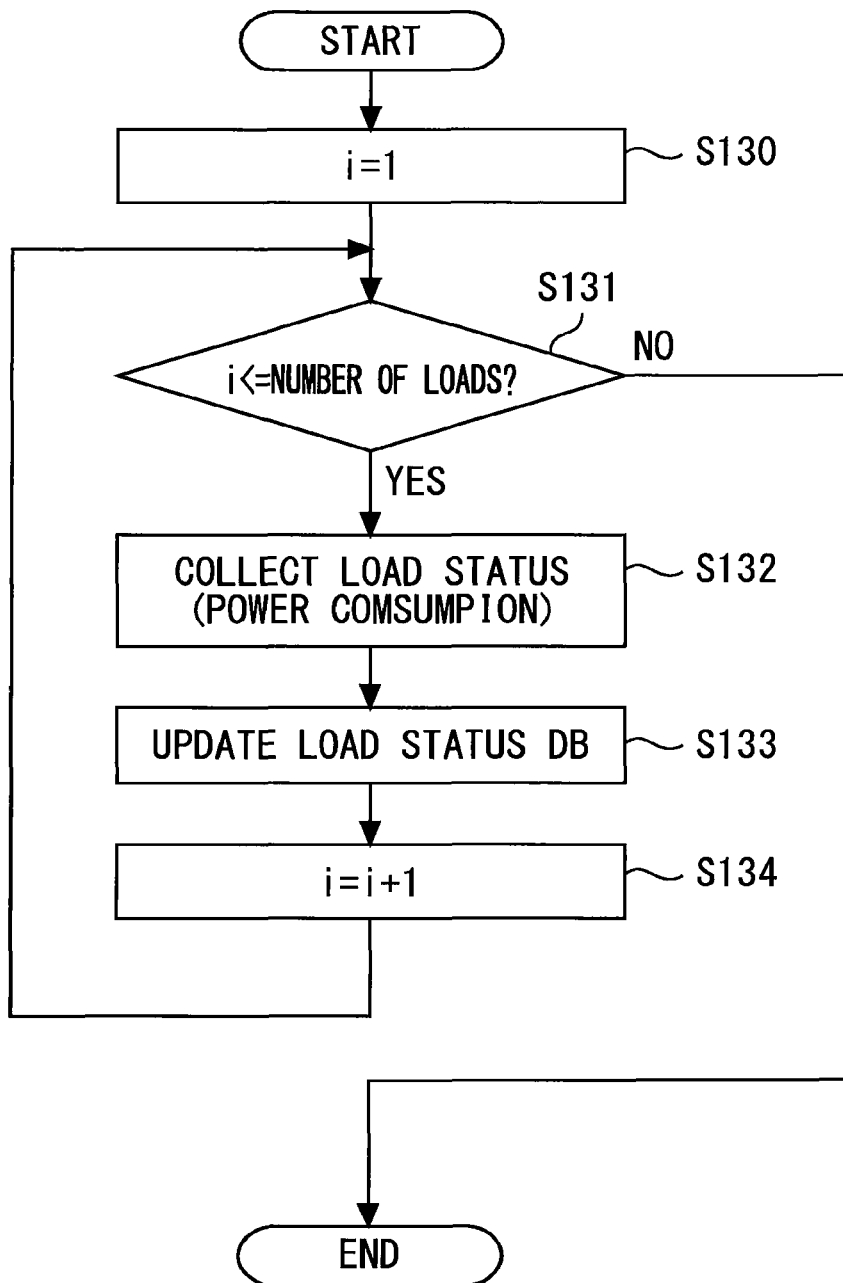 START
i=1
S130
S131
i<=NUMBER OF LOADS?
NO
YES
COLLECT LOAD STATUS
(POWER COMSUMPION)
S132
UPDATE LOAD STATUS DB
S133
i=i+1
S134
END